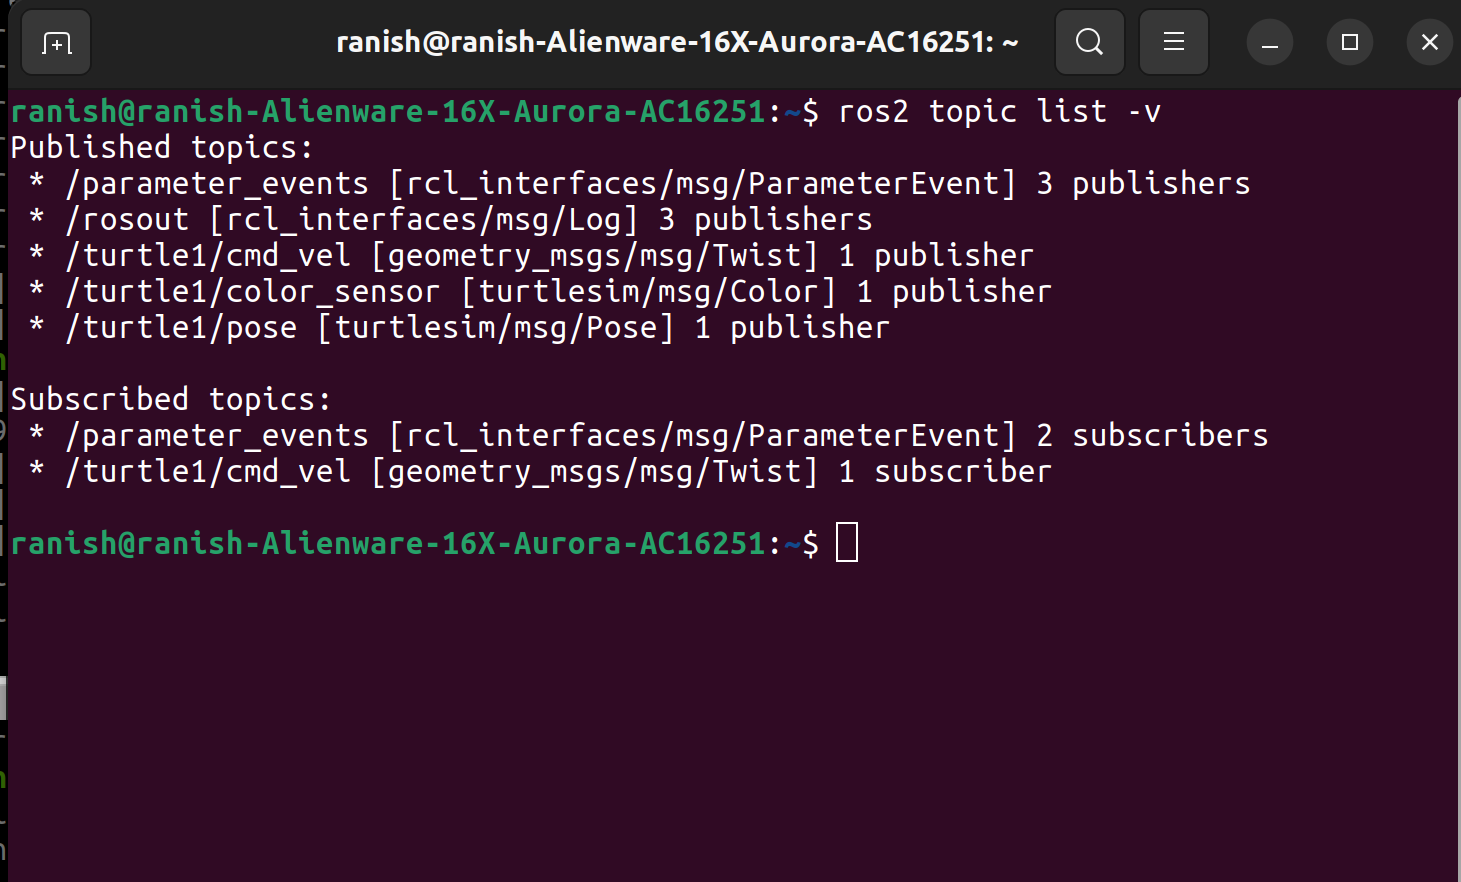 ranish@ranish-Alienware-16X-Aurora-AC16251: ~
ranish@ranish-Alienware-16X-Aurora-AC16251:~$ ros2 topic list -v
Published topics:
 * /parameter_events [rcl_interfaces/msg/ParameterEvent] 3 publishers
 * /rosout [rcl_interfaces/msg/Log] 3 publishers
 * /turtle1/cmd_vel [geometry_msgs/msg/Twist] 1 publisher
 * /turtle1/color_sensor [turtlesim/msg/Color] 1 publisher
 * /turtle1/pose [turtlesim/msg/Pose] 1 publisher
Subscribed topics:
 * /parameter_events [rcl_interfaces/msg/ParameterEvent] 2 subscribers
 * /turtle1/cmd_vel [geometry_msgs/msg/Twist] 1 subscriber
ranish@ranish-Alienware-16X-Aurora-AC16251:~$